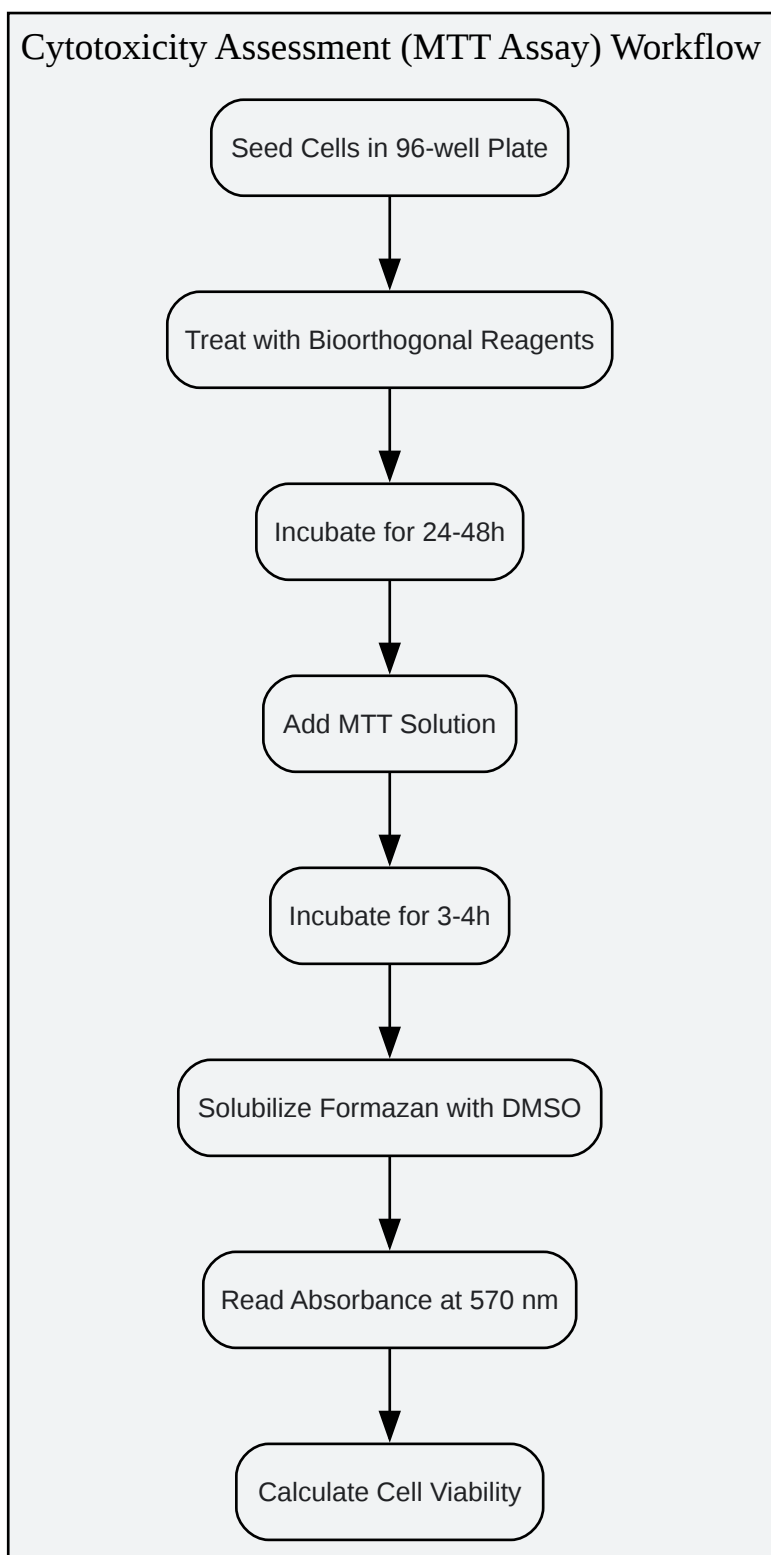 Cytotoxicity Assessment (MTT Assay) Workflow
Seed Cells in 96-well Plate
Treat with Bioorthogonal Reagents
Incubate for 24-48h
Add MTT Solution
Incubate for 3-4h
Solubilize Formazan with DMSO
Read Absorbance at 570 nm
Calculate Cell Viability